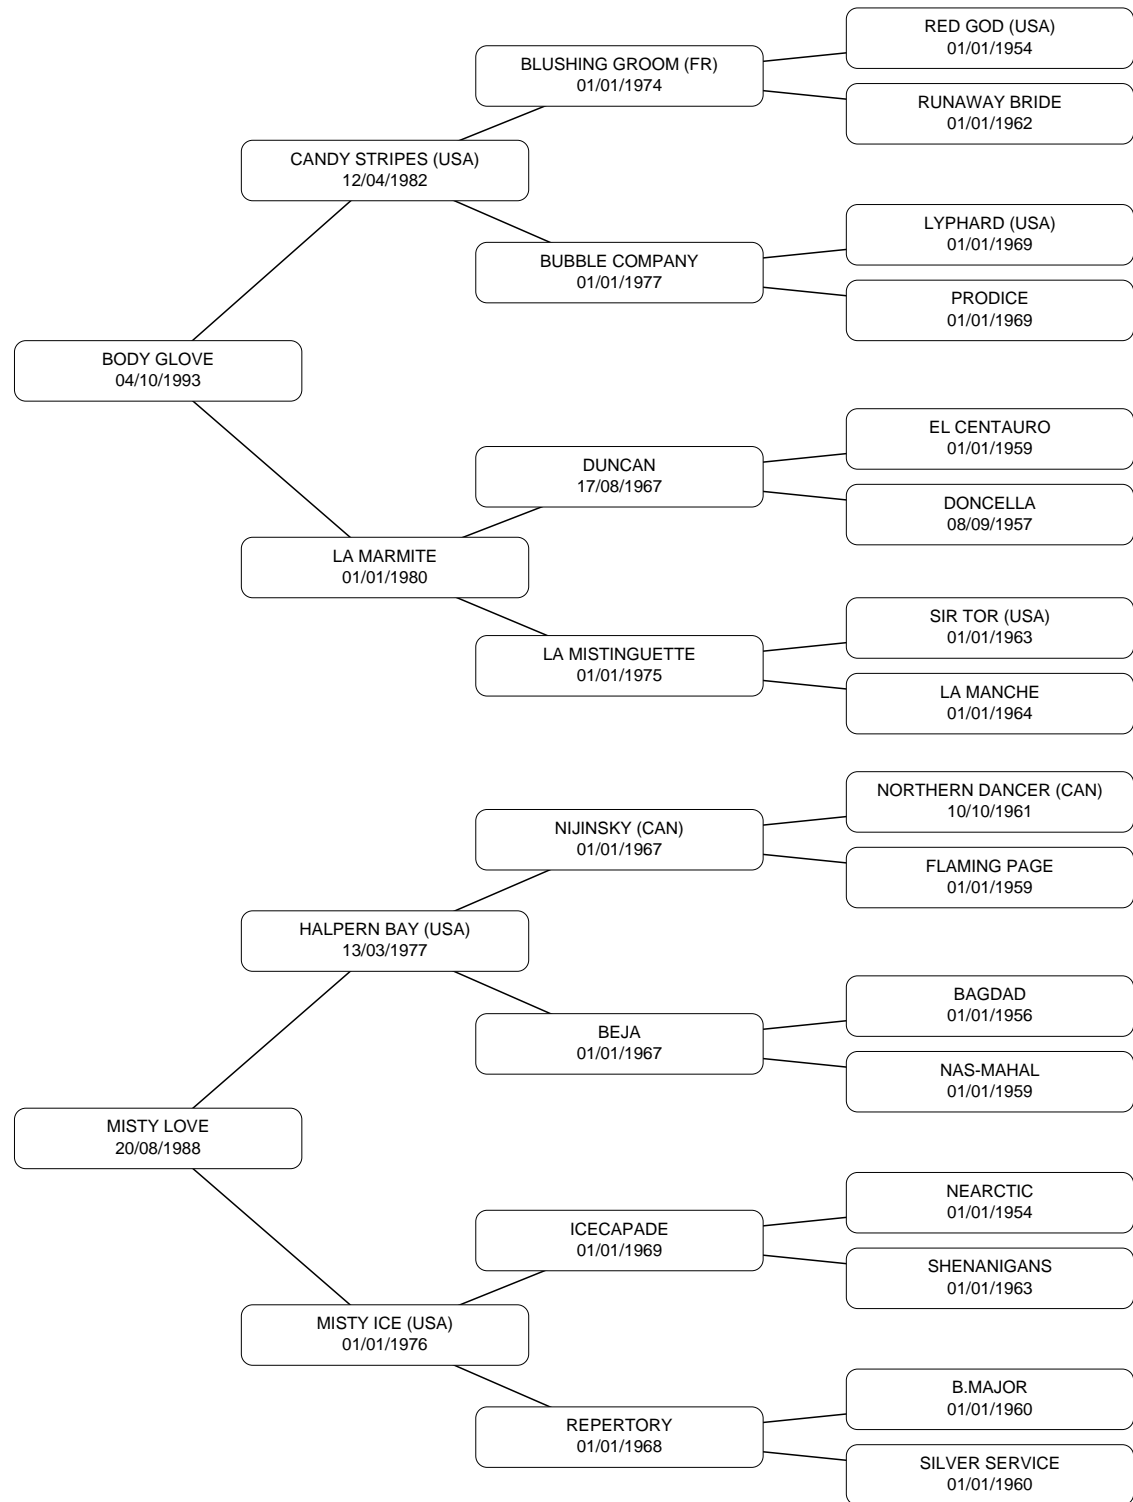 RED GOD (USA)
01/01/1954
BLUSHING GROOM (FR)
01/01/1974
RUNAWAY BRIDE
01/01/1962
CANDY STRIPES (USA)
12/04/1982
LYPHARD (USA)
01/01/1969
BUBBLE COMPANY
01/01/1977
PRODICE
01/01/1969
BODY GLOVE
04/10/1993
EL CENTAURO
01/01/1959
DUNCAN
17/08/1967
DONCELLA
08/09/1957
LA MARMITE
01/01/1980
SIR TOR (USA)
01/01/1963
LA MISTINGUETTE
01/01/1975
LA MANCHE
01/01/1964
NORTHERN DANCER (CAN)
10/10/1961
NIJINSKY (CAN)
01/01/1967
FLAMING PAGE
01/01/1959
HALPERN BAY (USA)
13/03/1977
BAGDAD
01/01/1956
BEJA
01/01/1967
NAS-MAHAL
01/01/1959
MISTY LOVE
20/08/1988
NEARCTIC
01/01/1954
ICECAPADE
01/01/1969
SHENANIGANS
01/01/1963
MISTY ICE (USA)
01/01/1976
B.MAJOR
01/01/1960
REPERTORY
01/01/1968
SILVER SERVICE
01/01/1960